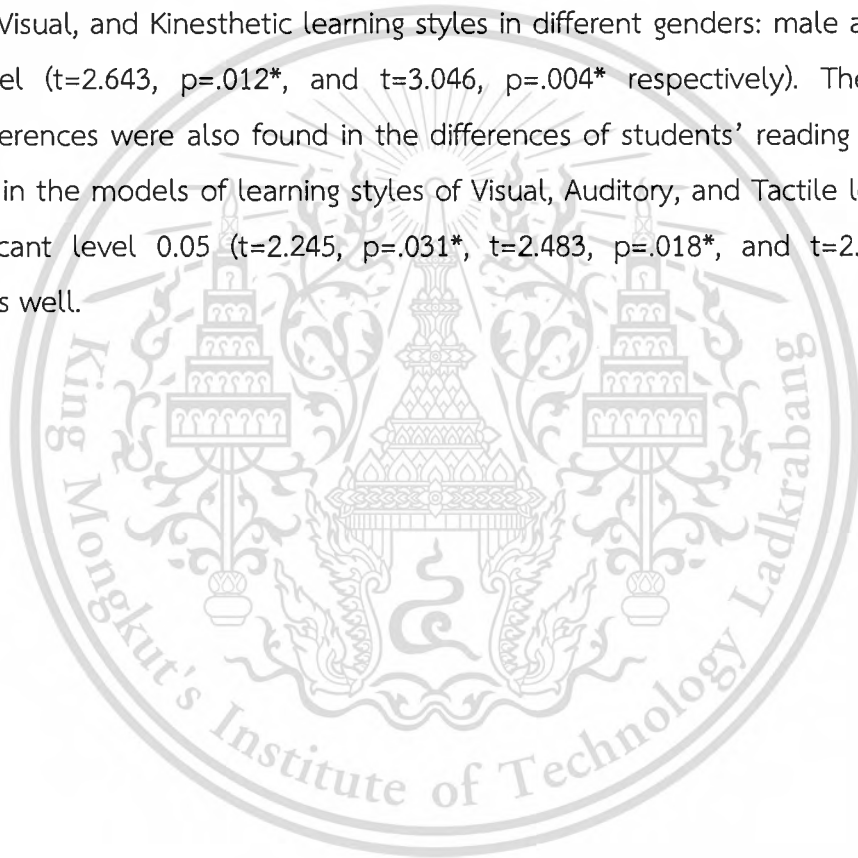 Visual, and Kinesthetic learning styles in different genders: male a
el (t=2.643, p=.012*, and t=3.046, p=.004* respectively). The
erences were also found in the differences of students' reading
in the models of learning styles of Visual, Auditory, and Tactile l
cant level 0.05 (t=2.245, p=.031*, t=2.483, p=.018*, and t=2.
s well.
King Mongkut's Institute of Technology Ladkrabang